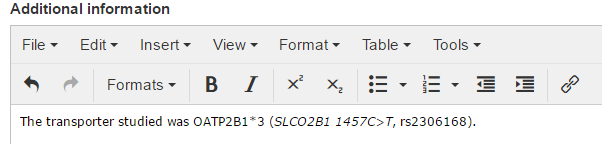 Additional information
File Edit Insert View Format Table Tools
Formats B I x² x₂
The transporter studied was OATP2B1*3 (SLCO2B1 1457C>T, rs2306168).